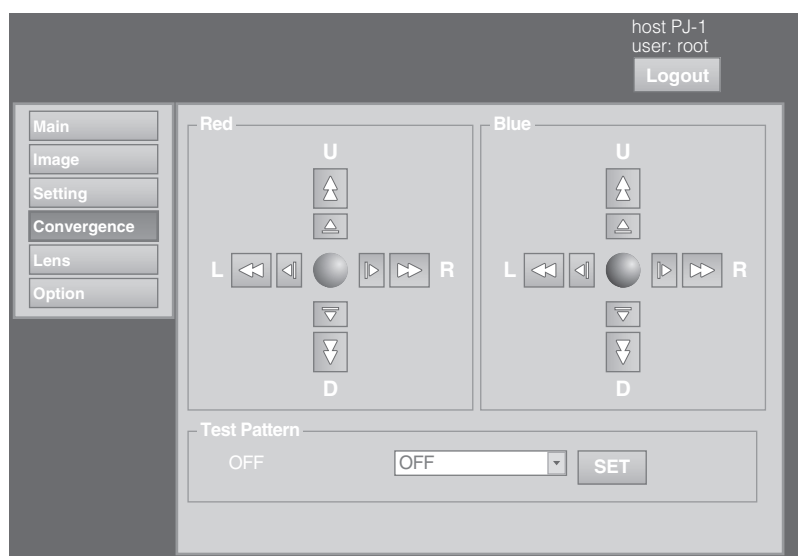 host PJ-1
user: root
Logout
Main
Image
Setting
Convergence
Lens
Option
Red
U
L
R
D
Blue
U
L
R
D
Test Pattern
OFF
OFF
SET